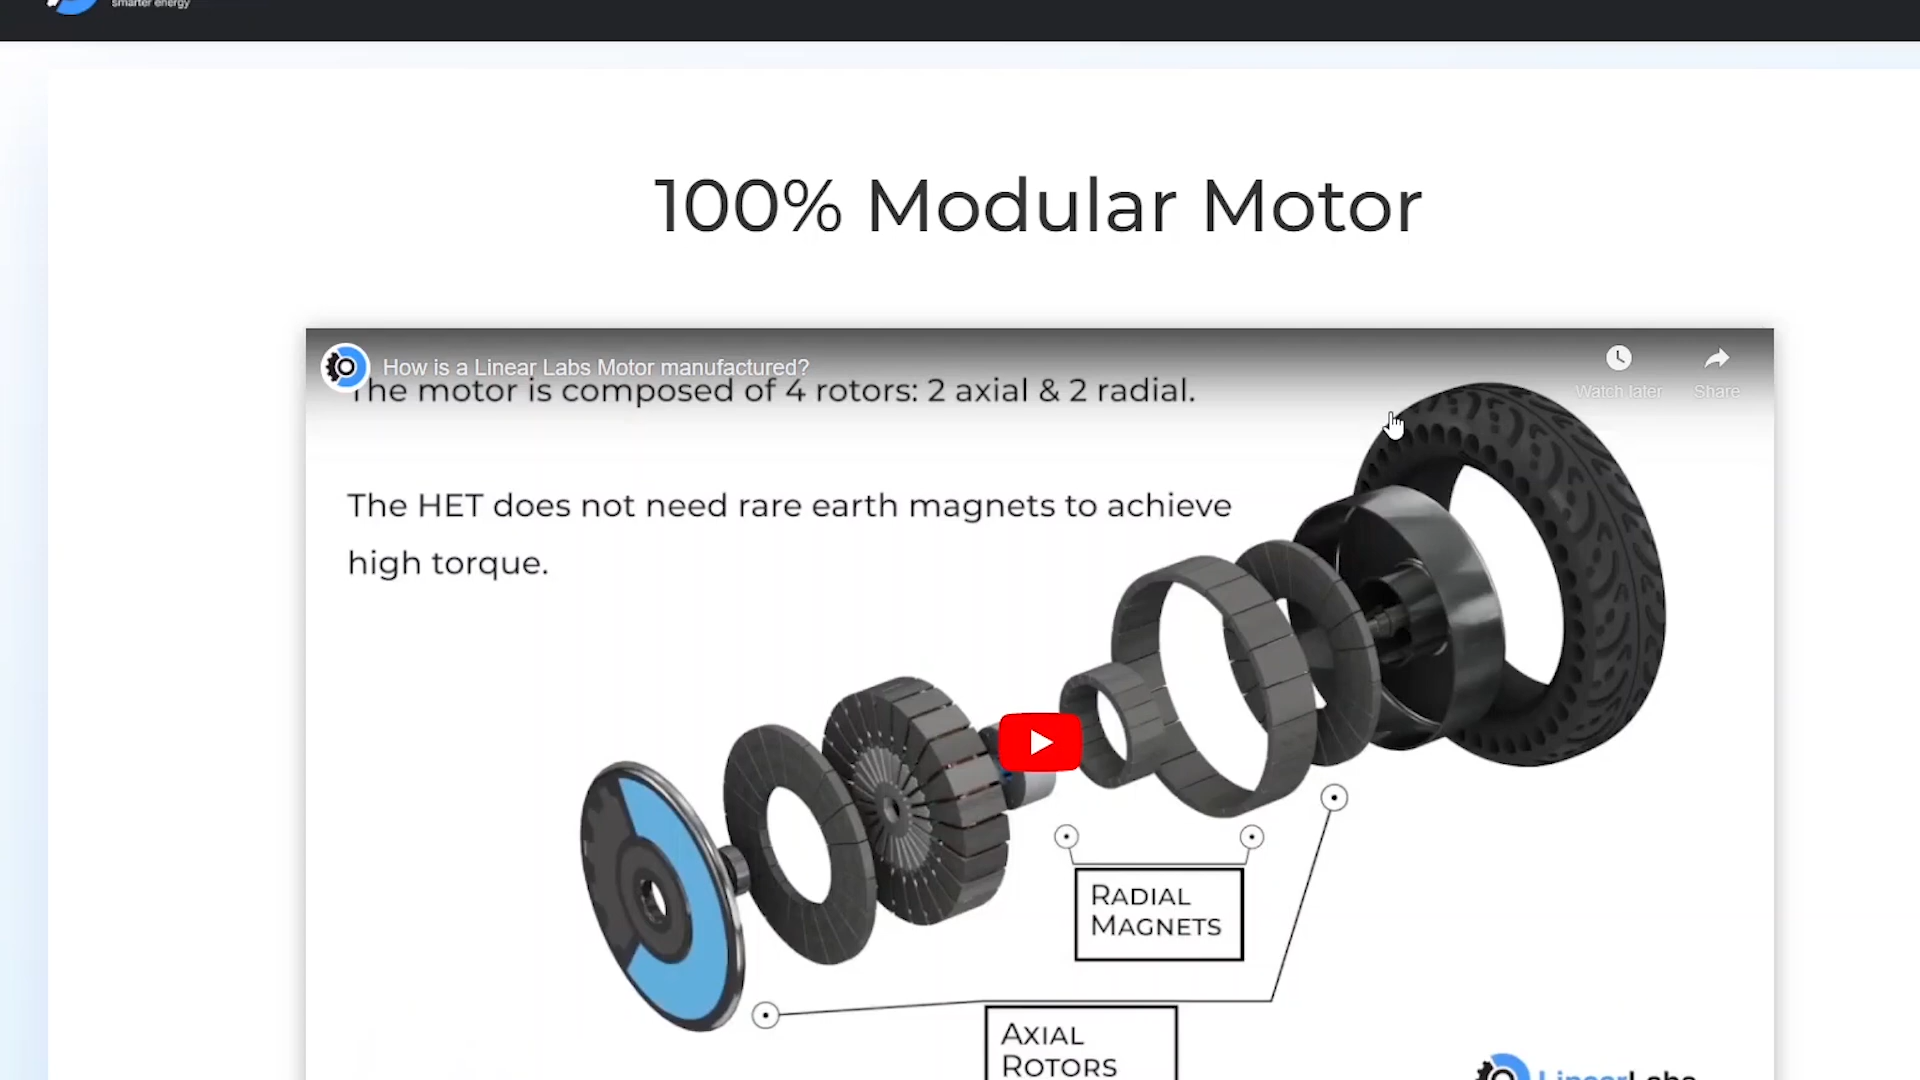 smarter energy
100% Modular Motor
How is a Linear Labs Motor manufactured?
Watch later
Share
The motor is composed of 4 rotors: 2 axial & 2 radial.
The HET does not need rare earth magnets to achieve
high torque.
RADIAL
MAGNETS
AXIAL
ROTORS
LinearLabs